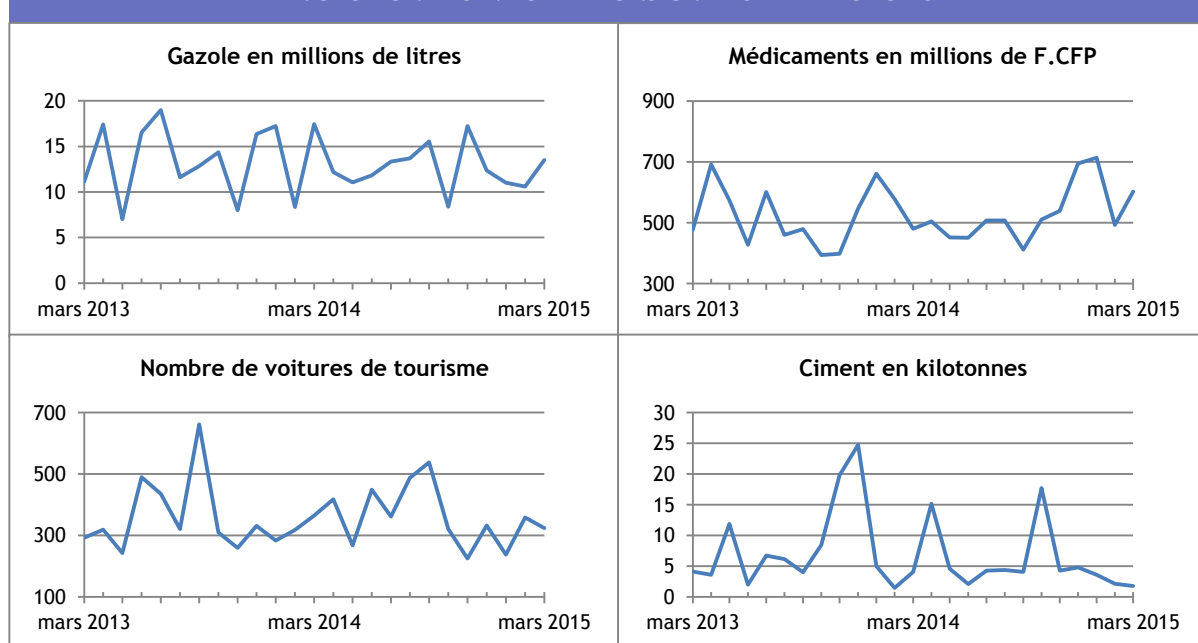 Gazole en millions de litres
20
15
10
5
0
mars 2013 mars 2014 mars 2015
Médicaments en millions de F.CFP
900
700
500
300
mars 2013 mars 2014 mars 2015
Nombre de voitures de tourisme
700
500
300
100
mars 2013 mars 2014 mars 2015
Ciment en kilotonnes
30
25
20
15
10
5
0
mars 2013 mars 2014 mars 2015